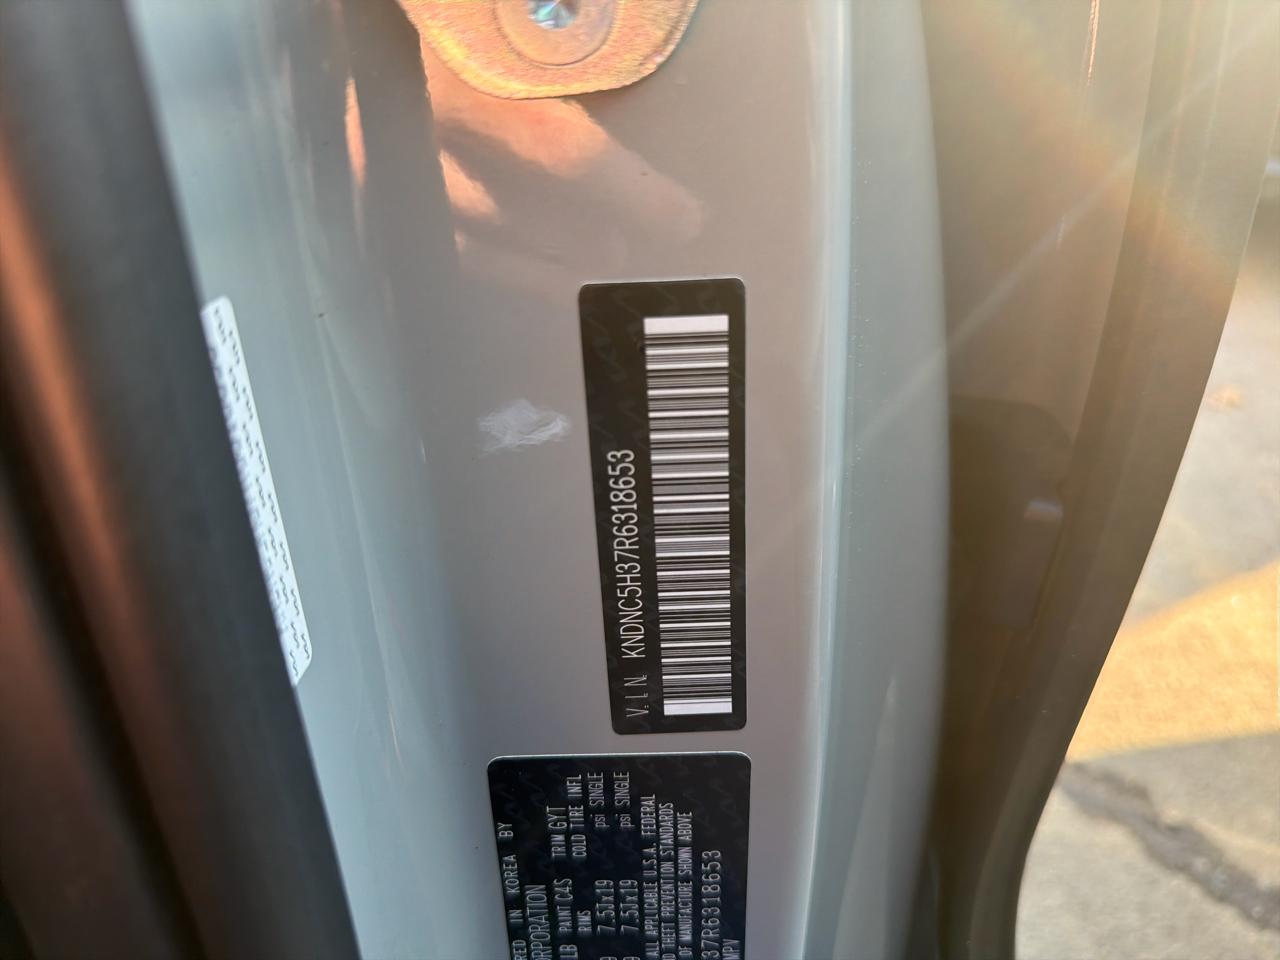 V.I.N. KNDNC5H37R6318653
RED IN KOREA BY
ORPORATION
LB PAINT C4S TRIM GYT
RIMS COLD TIRE INFL
7.5Jx19 psi SINGLE
7.5Jx19 psi SINGLE
ALL APPLICABLE U.S.A. FEDERAL
D THEFT PREVENTION STANDARDS
OF MANUFACTURE SHOWN ABOVE
37R6318653
MPV